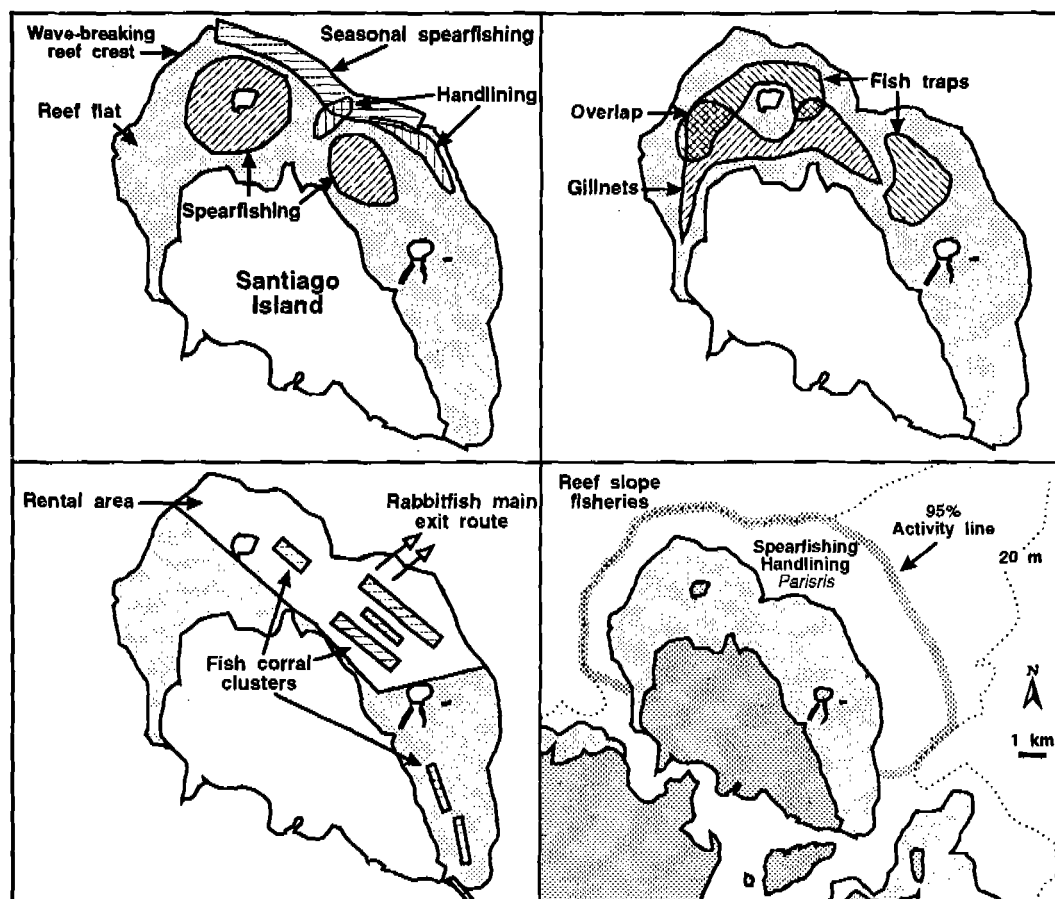 Wave-breaking
reef crest
Seasonal spearfishing
Reef flat
Handlining
Spearfishing
Santiago
Island
Fish traps
Overlap
Gillnets
Rental area
Rabbitfish main
exit route
Fish corral
clusters
Reef slope
fisheries
95%
Activity line
Spearfishing
Handlining
Parisris
20 m
N
1 km